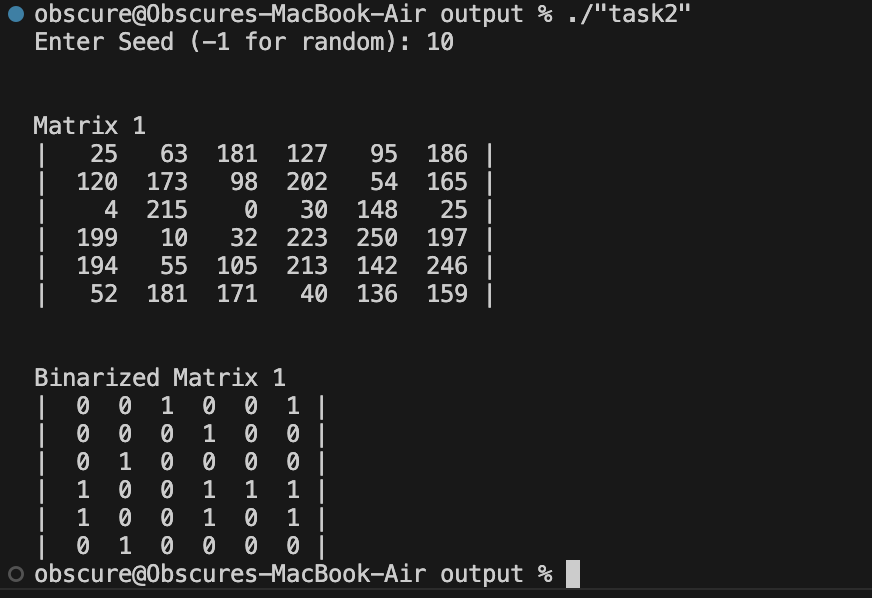 obscure@Obscures-MacBook-Air output % ./"task2"
Enter Seed (-1 for random): 10
Matrix 1
|   25   63  181  127   95  186 |
|  120  173   98  202   54  165 |
|    4  215    0   30  148   25 |
|  199   10   32  223  250  197 |
|  194   55  105  213  142  246 |
|   52  181  171   40  136  159 |
Binarized Matrix 1
|  0  0  1  0  0  1 |
|  0  0  0  1  0  0 |
|  0  1  0  0  0  0 |
|  1  0  0  1  1  1 |
|  1  0  0  1  0  1 |
|  0  1  0  0  0  0 |
obscure@Obscures-MacBook-Air output %